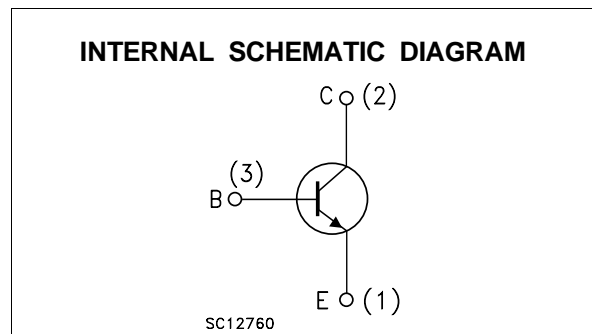 INTERNAL SCHEMATIC DIAGRAM
C (2)
(3)
B
E (1)
SC12760